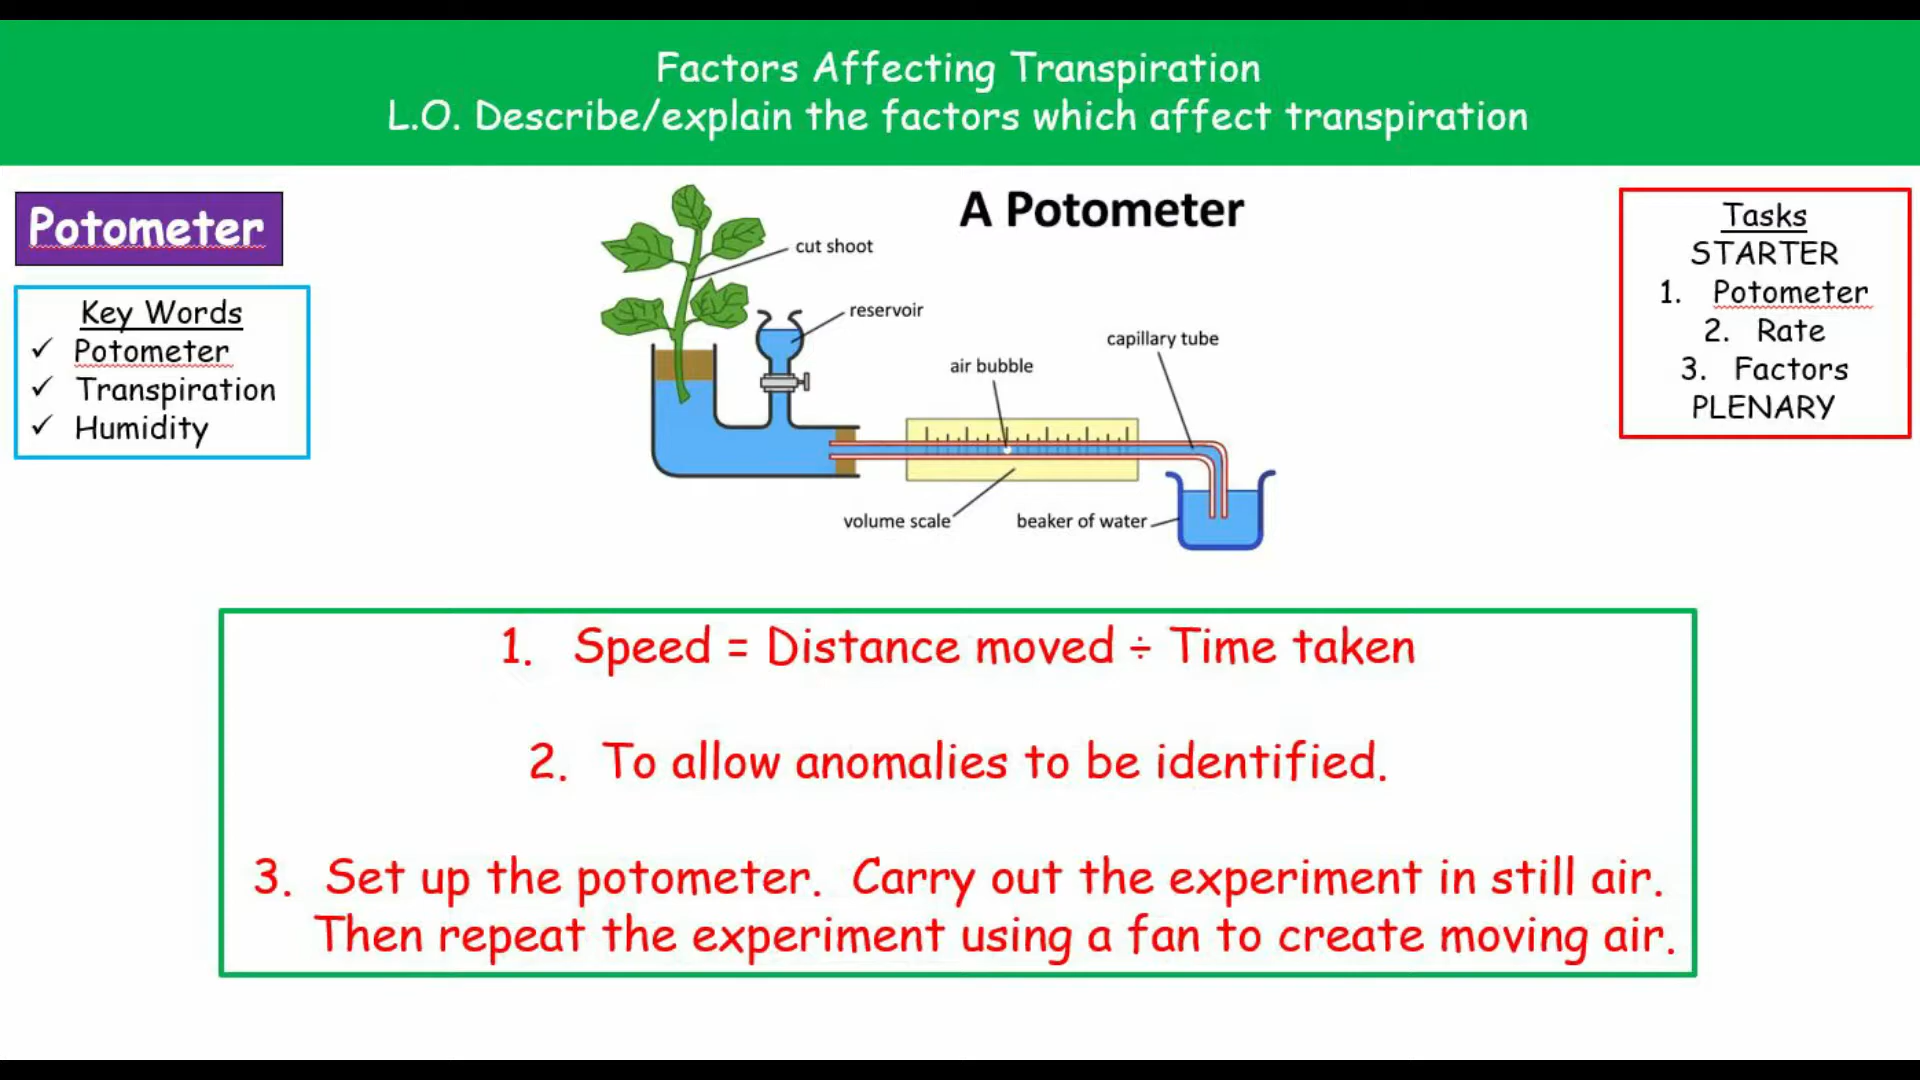 Factors Affecting Transpiration
L.O. Describe/explain the factors which affect transpiration
Potometer
Key Words
✓ Potometer
✓ Transpiration
✓ Humidity
A Potometer
cut shoot
reservoir
capillary tube
air bubble
volume scale
beaker of water
Tasks
STARTER
1. Potometer
2. Rate
3. Factors
PLENARY
1. Speed = Distance moved ÷ Time taken
2. To allow anomalies to be identified.
3. Set up the potometer. Carry out the experiment in still air.
Then repeat the experiment using a fan to create moving air.